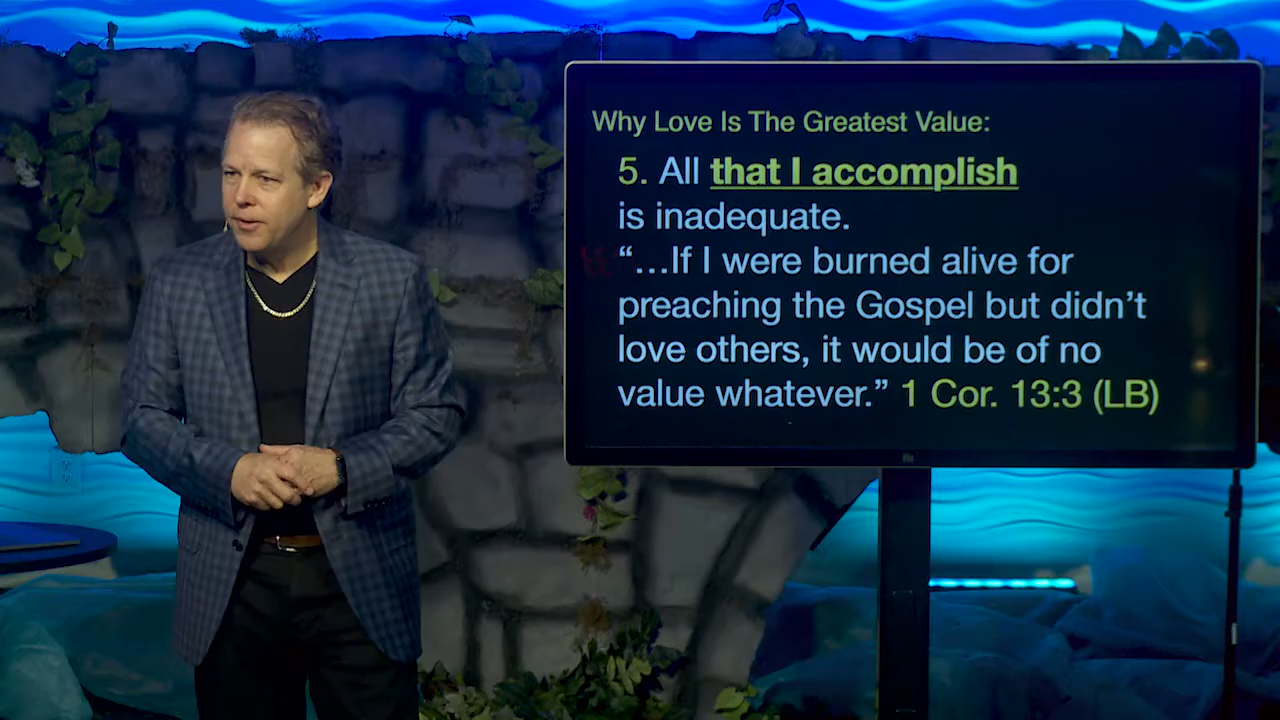 Why Love Is The Greatest Value:
5. All that I accomplish
is inadequate.
“…If I were burned alive for
preaching the Gospel but didn’t
love others, it would be of no
value whatever.” 1 Cor. 13:3 (LB)